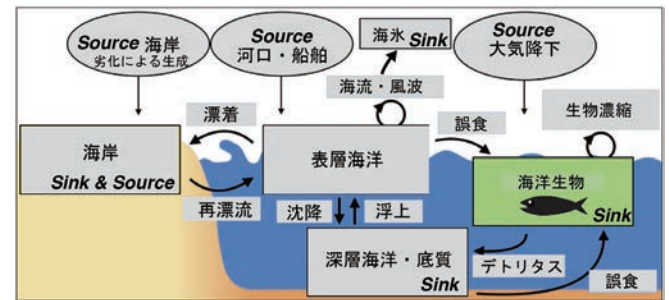 Source 海岸
劣化による生成
Source
河口・船舶
海氷 Sink
Source
大気降下
海流・風波
生物濃縮
漂着
誤食
海岸
Sink & Source
表層海洋
海洋生物
Sink
再漂流
沈降
浮上
深層海洋・底質
Sink
デトリタス
誤食